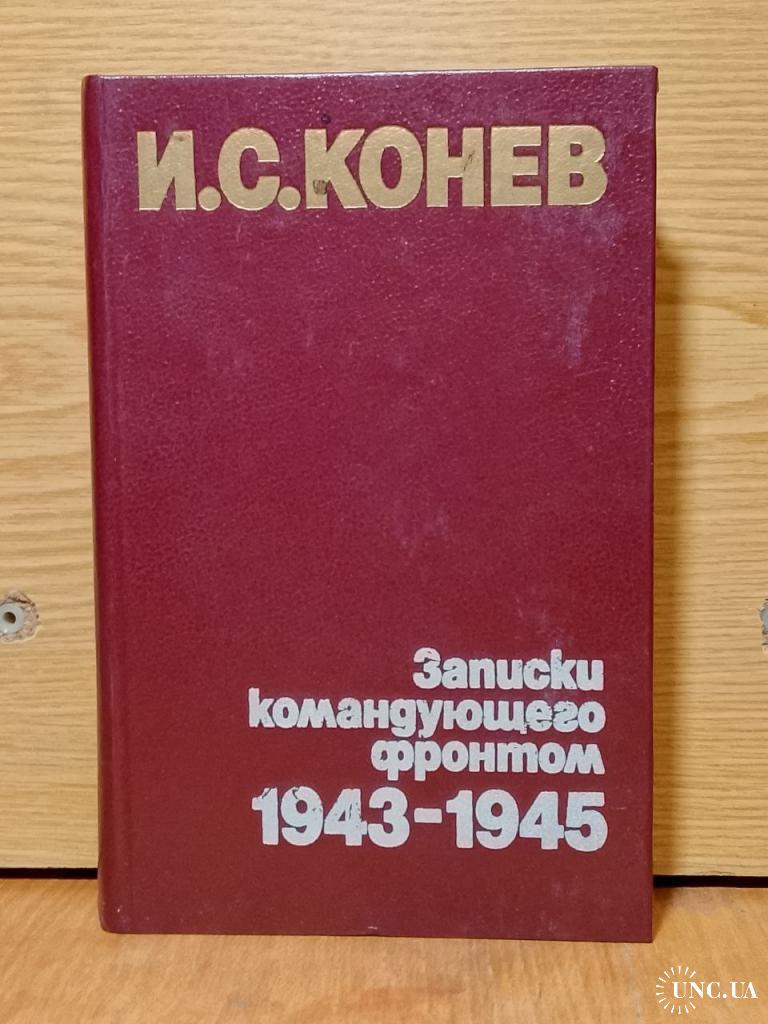 И.С.КОНЕВ
Записки
командующего
фронтом
1943-1945
UNC.UA